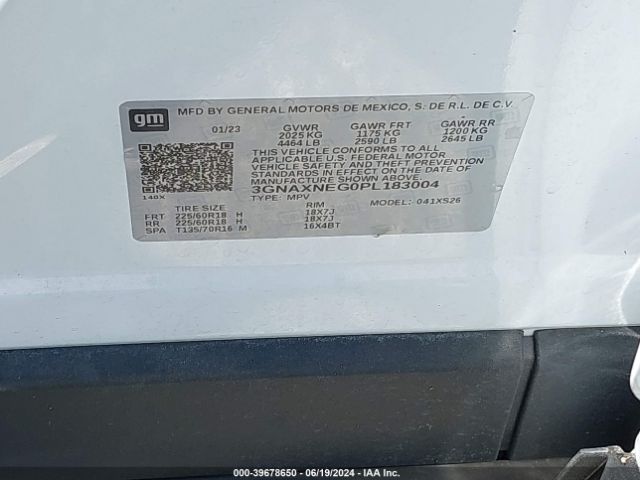 gm
MFD BY GENERAL MOTORS DE MEXICO, S. DE R.L. DE C.V.
01/23 GVWR GAWR FRT GAWR RR
2025 KG 1175 KG 1200 KG
4464 LB 2590 LB 2645 LB
THIS VEHICLE CONFORMS TO ALL
APPLICABLE U.S. FEDERAL MOTOR
VEHICLE SAFETY AND THEFT PREVENTION
STANDARDS IN EFFECT ON THE DATE OF
MANUFACTURE SHOWN ABOVE.
3GNAXNEG0PL183004
140X
TYPE: MPV MODEL: 041XS26
TIRE SIZE RIM
FRT 225/60R18 H 18X7J
RR 225/60R18 H 18X7J
SPA T135/70R16 M 16X4BT
000-39678650 - 06/19/2024 - IAA Inc.